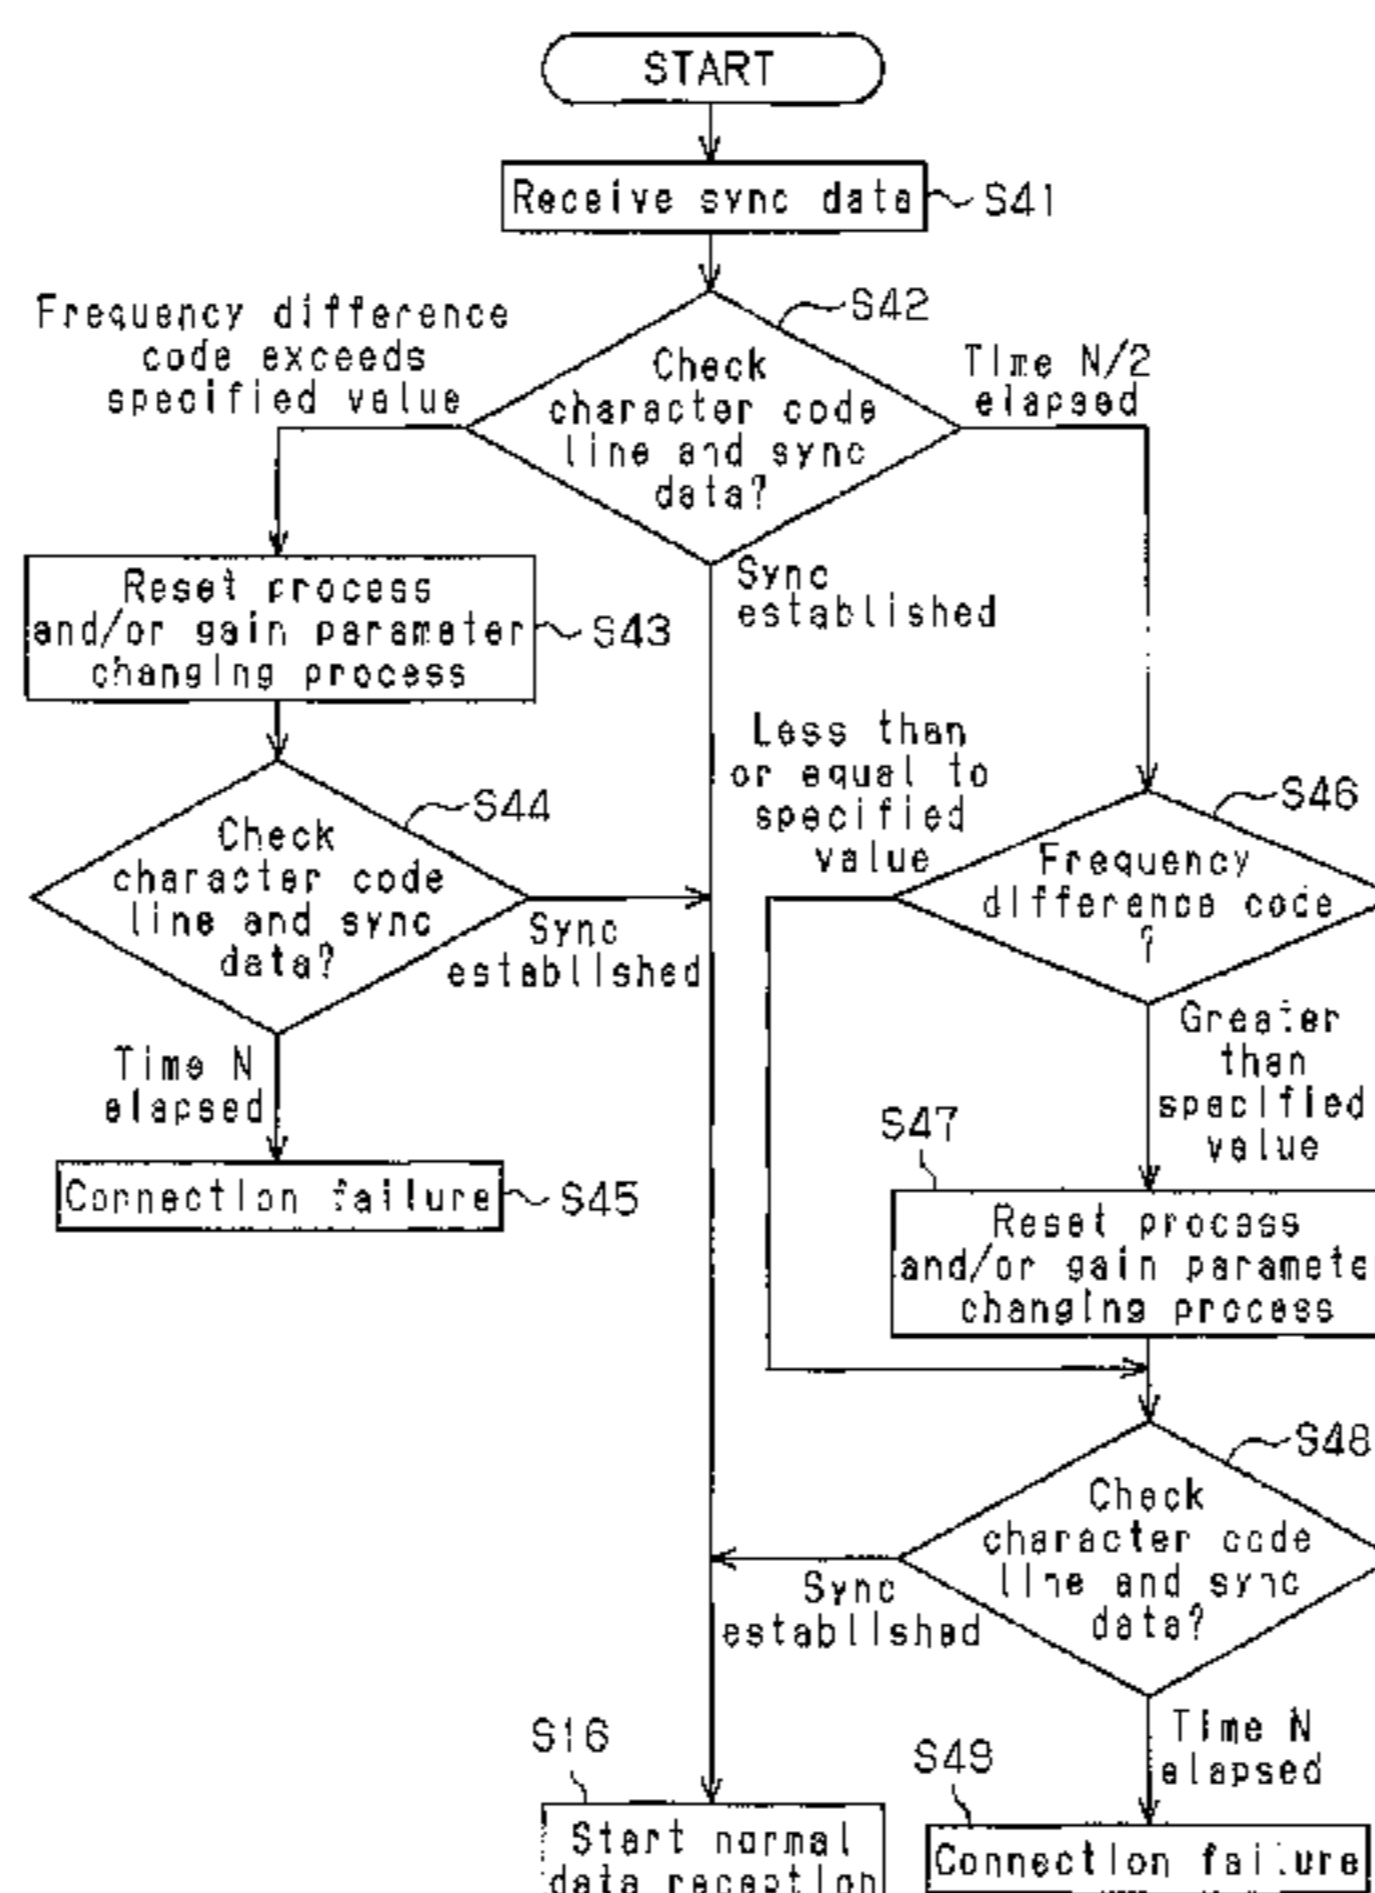 START
Receive sync data
S41
S42
Frequency difference
code exceeds
specified value
Check
character code
line and sync
data?
Time N/2
elapsed
Sync
established
Reset process
and/or gain parameter
changing process
S43
Less than
or equal to
specified
value
S44
Check
character code
line and sync
data?
Sync
established
S46
Frequency
difference code
?
Time N
elapsed
Greater
than
specified
value
Connection failure
S45
S47
Reset process
and/or gain parameter
changing process
S48
Check
character code
line and sync
data?
Sync
established
Time N
elapsed
S16
Start normal
data reception
S49
Connection failure